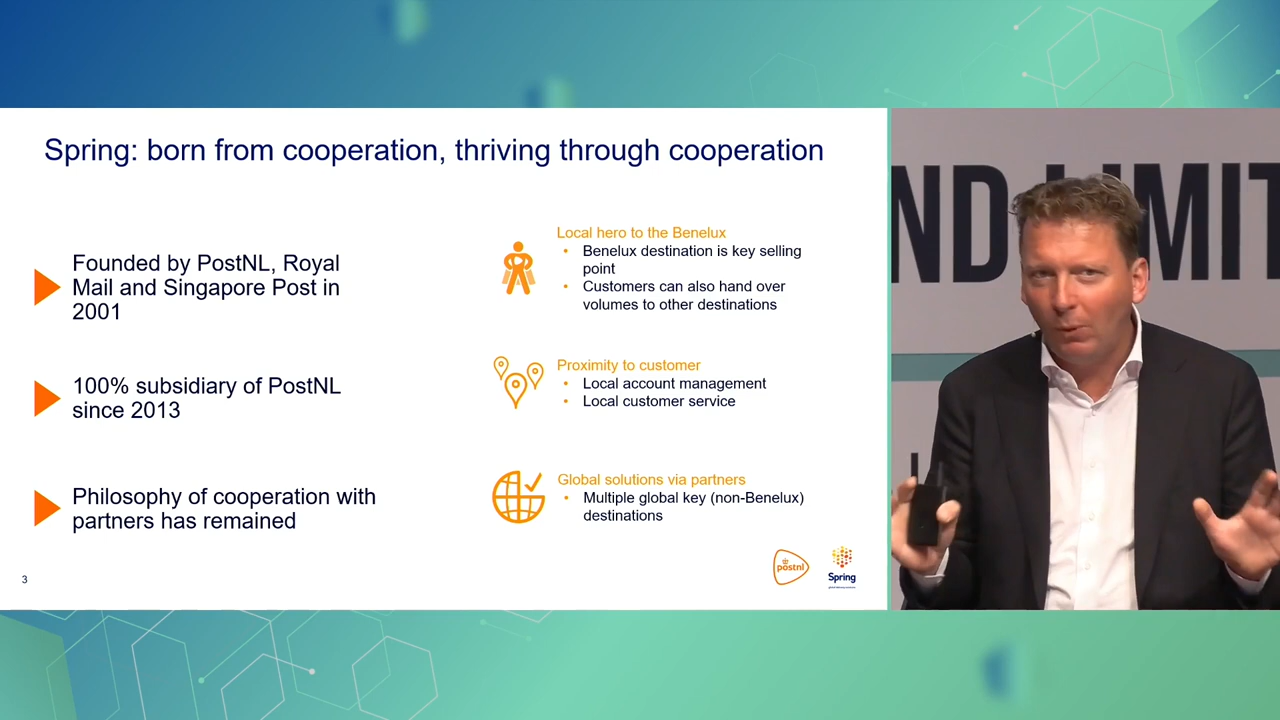 Spring: born from cooperation, thriving through cooperation
Founded by PostNL, Royal
Mail and Singapore Post in
2001
100% subsidiary of PostNL
since 2013
Philosophy of cooperation with
partners has remained
Local hero to the Benelux
• Benelux destination is key selling
point
• Customers can also hand over
volumes to other destinations
Proximity to customer
• Local account management
• Local customer service
Global solutions via partners
• Multiple global key (non-Benelux)
destinations
3
postnl
Spring
ND LIMIT